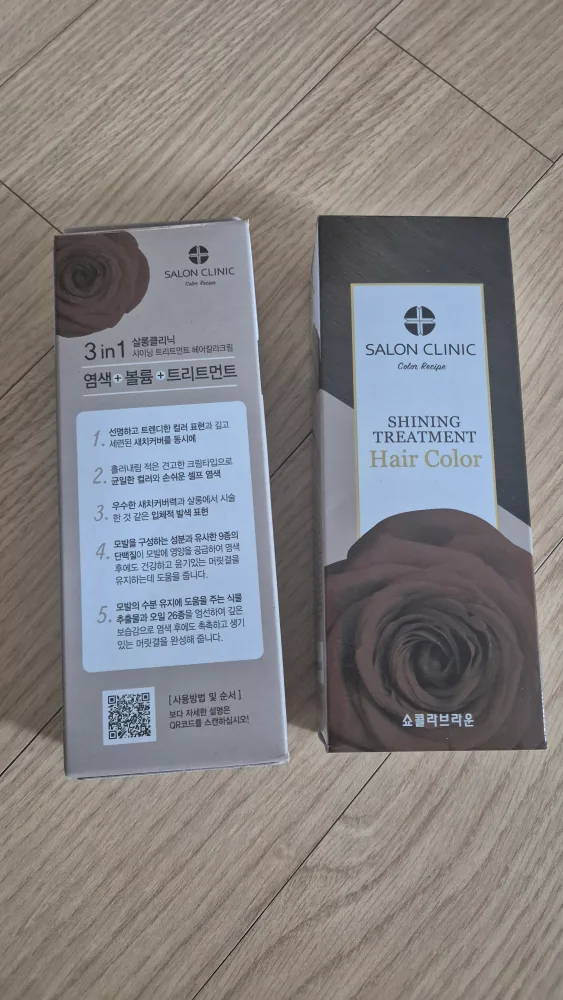 SALON CLINIC
Color Recipe
3 in 1 살롱클리닉
샤이닝 트리트먼트 헤어칼라크림
염색+볼륨+트리트먼트
1. 선명하고 트렌디한 컬러 표현과 깊고
세련된 새치커버를 동시에
2. 흘러내림 적은 견고한 크림타입으로
균일한 컬러와 손쉬운 셀프 염색
3. 우수한 새치커버력과 살롱에서 시술
한 것 같은 입체적 발색 표현
4. 모발을 구성하는 성분과 유사한 9종의
단백질이 모발에 영양을 공급하여 염색
후에도 건강하고 윤기있는 머릿결을
유지하는데 도움을 줍니다.
5. 모발의 수분 유지에 도움을 주는 식물
추출물과 오일 26종을 엄선하여 깊은
보습감으로 염색 후에도 촉촉하고 생기
있는 머릿결을 완성해 줍니다.
[사용방법 및 순서]
보다 자세한 설명은
QR코드를 스캔하십시오!
SALON CLINIC
Color Recipe
SHINING
TREATMENT
Hair Color
쇼콜라브라운